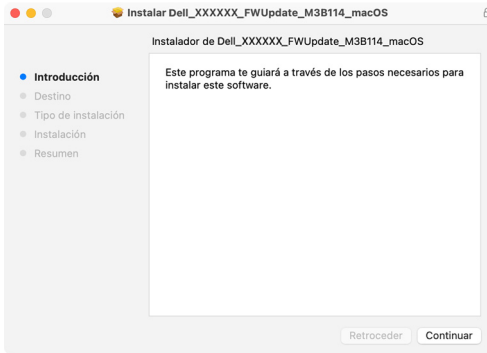 Instalar Dell_XXXXXX_FWUpdate_M3B114_macOS
Instalador de Dell_XXXXXX_FWUpdate_M3B114_macOS
Introducción
Destino
Tipo de instalación
Instalación
Resumen
Este programa te guiará a través de los pasos necesarios para
instalar este software.
Retroceder
Continuar